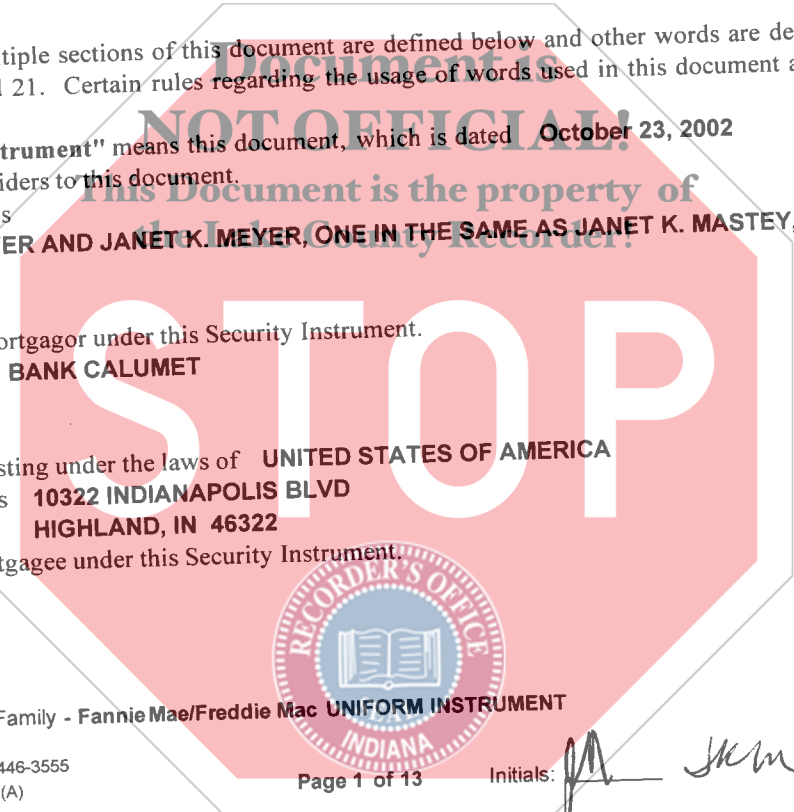 tiple sections of this document are defined below and other words are de
Document is
l 21. Certain rules regarding the usage of words used in this document a
NOT OFFICIAL!
trument" means this document, which is dated October 23, 2002
iders to this document.
This Document is the property of
s
the Lake County Recorder!
ER AND JANET K. MEYER, ONE IN THE SAME AS JANET K. MASTEY,
STOP
ortgagor under this Security Instrument.
BANK CALUMET
sting under the laws of UNITED STATES OF AMERICA
s 10322 INDIANAPOLIS BLVD
HIGHLAND, IN 46322
tgagee under this Security Instrument.
RECORDER'S OFFICE
SEAL
INDIANA
Family - Fannie Mae/Freddie Mac UNIFORM INSTRUMENT
446-3555
(A)
Page 1 of 13
Initials:
JKM